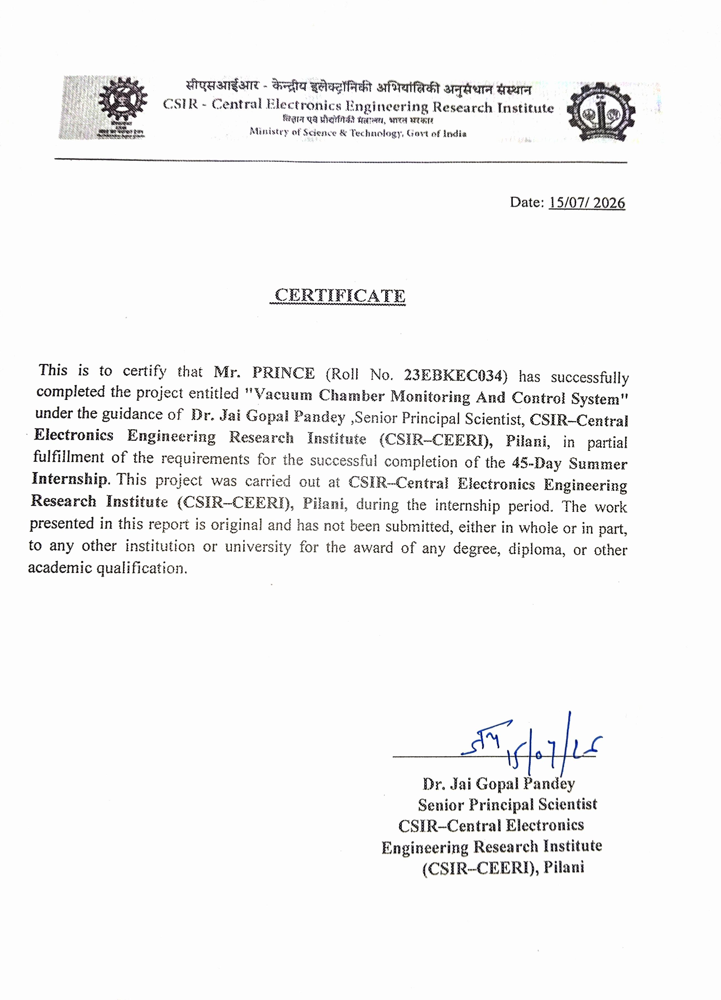 सीएसआईआर - केन्द्रीय इलेक्ट्रॉनिकी अभियांत्रिकी अनुसंधान संस्थान
CSIR - Central Electronics Engineering Research Institute
विज्ञान एवं प्रौद्योगिकी मंत्रालय, भारत सरकार
Ministry of Science & Technology, Govt of India
Date: 15/07/ 2026
CERTIFICATE
This is to certify that Mr. PRINCE (Roll No. 23EBKEC034) has successfully
completed the project entitled "Vacuum Chamber Monitoring And Control System"
under the guidance of Dr. Jai Gopal Pandey ,Senior Principal Scientist, CSIR–Central
Electronics Engineering Research Institute (CSIR–CEERI), Pilani, in partial
fulfillment of the requirements for the successful completion of the 45-Day Summer
Internship. This project was carried out at CSIR–Central Electronics Engineering
Research Institute (CSIR–CEERI), Pilani, during the internship period. The work
presented in this report is original and has not been submitted, either in whole or in part,
to any other institution or university for the award of any degree, diploma, or other
academic qualification.
15/07/26
Dr. Jai Gopal Pandey
Senior Principal Scientist
CSIR–Central Electronics
Engineering Research Institute
(CSIR–CEERI), Pilani